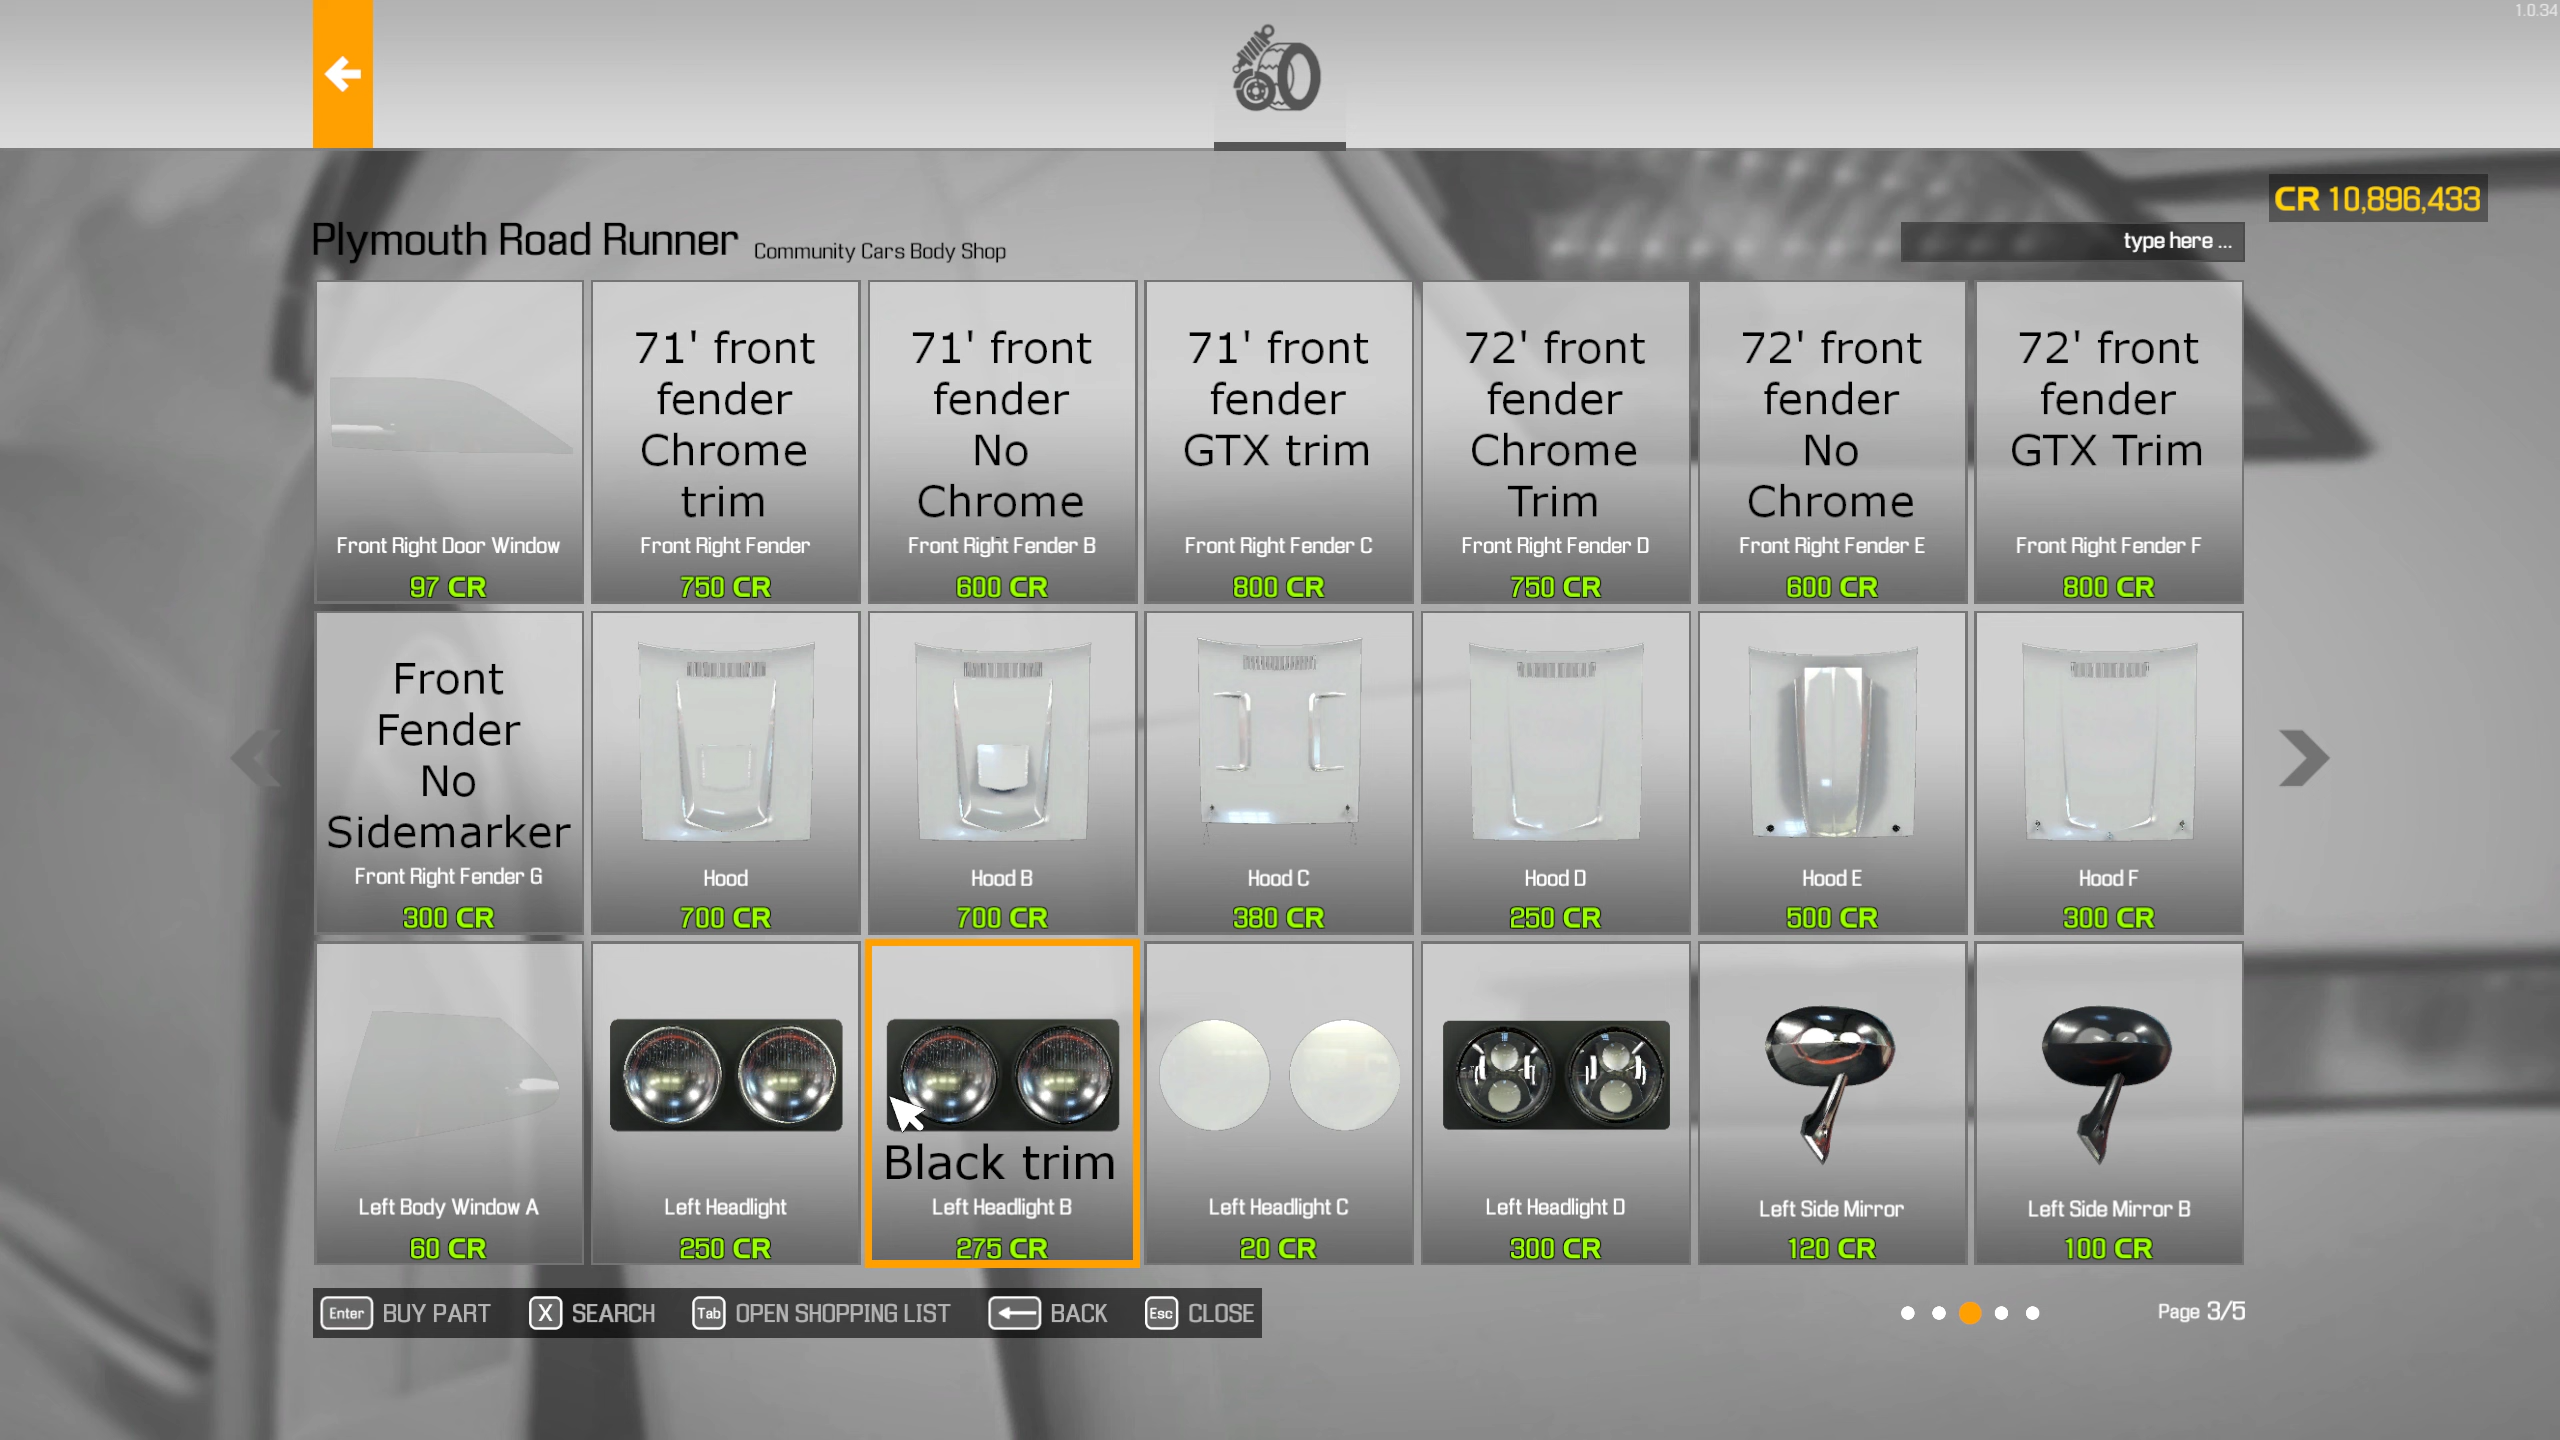 1.0.34
CR 10,896,433
Plymouth Road Runner Community Cars Body Shop
type here ...
71' front
fender
Chrome
trim
71' front
fender
No
Chrome
71' front
fender
GTX trim
72' front
fender
Chrome
Trim
72' front
fender
No
Chrome
72' front
fender
GTX Trim
Front Right Door Window
97 CR
Front Right Fender
750 CR
Front Right Fender B
600 CR
Front Right Fender C
800 CR
Front Right Fender D
750 CR
Front Right Fender E
600 CR
Front Right Fender F
800 CR
Front
Fender
No
Sidemarker
Front Right Fender G
300 CR
Hood
700 CR
Hood B
700 CR
Hood C
380 CR
Hood D
250 CR
Hood E
500 CR
Hood F
300 CR
Left Body Window A
60 CR
Left Headlight
250 CR
Black trim
Left Headlight B
275 CR
Left Headlight C
20 CR
Left Headlight D
300 CR
Left Side Mirror
120 CR
Left Side Mirror B
100 CR
Enter BUY PART X SEARCH Tab OPEN SHOPPING LIST BACK Esc CLOSE
Page 3/5